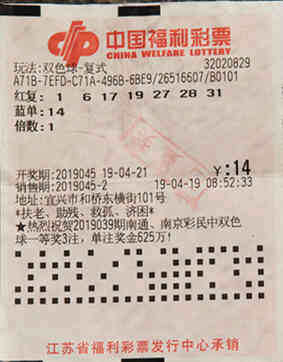 中国福利彩票
CHINA WELFARE LOTTERY
玩法:双色球-复式 32020829
A71B-7EFD-C71A-496B-6BE9/26516607/B0101
红复: 1 6 17 19 27 28 31
蓝单:14
倍数:1
开奖期:2019045 19-04-21 ¥:14
销售期:2019045-2 19-04-19 08:52:33
地址:宜兴市和桥东横街101号
*扶老、助残、救孤、济困*
★热烈祝贺2019039期南通、南京彩民中双色
球一等奖3注,单注奖金625万!
江苏省福利彩票发行中心承销